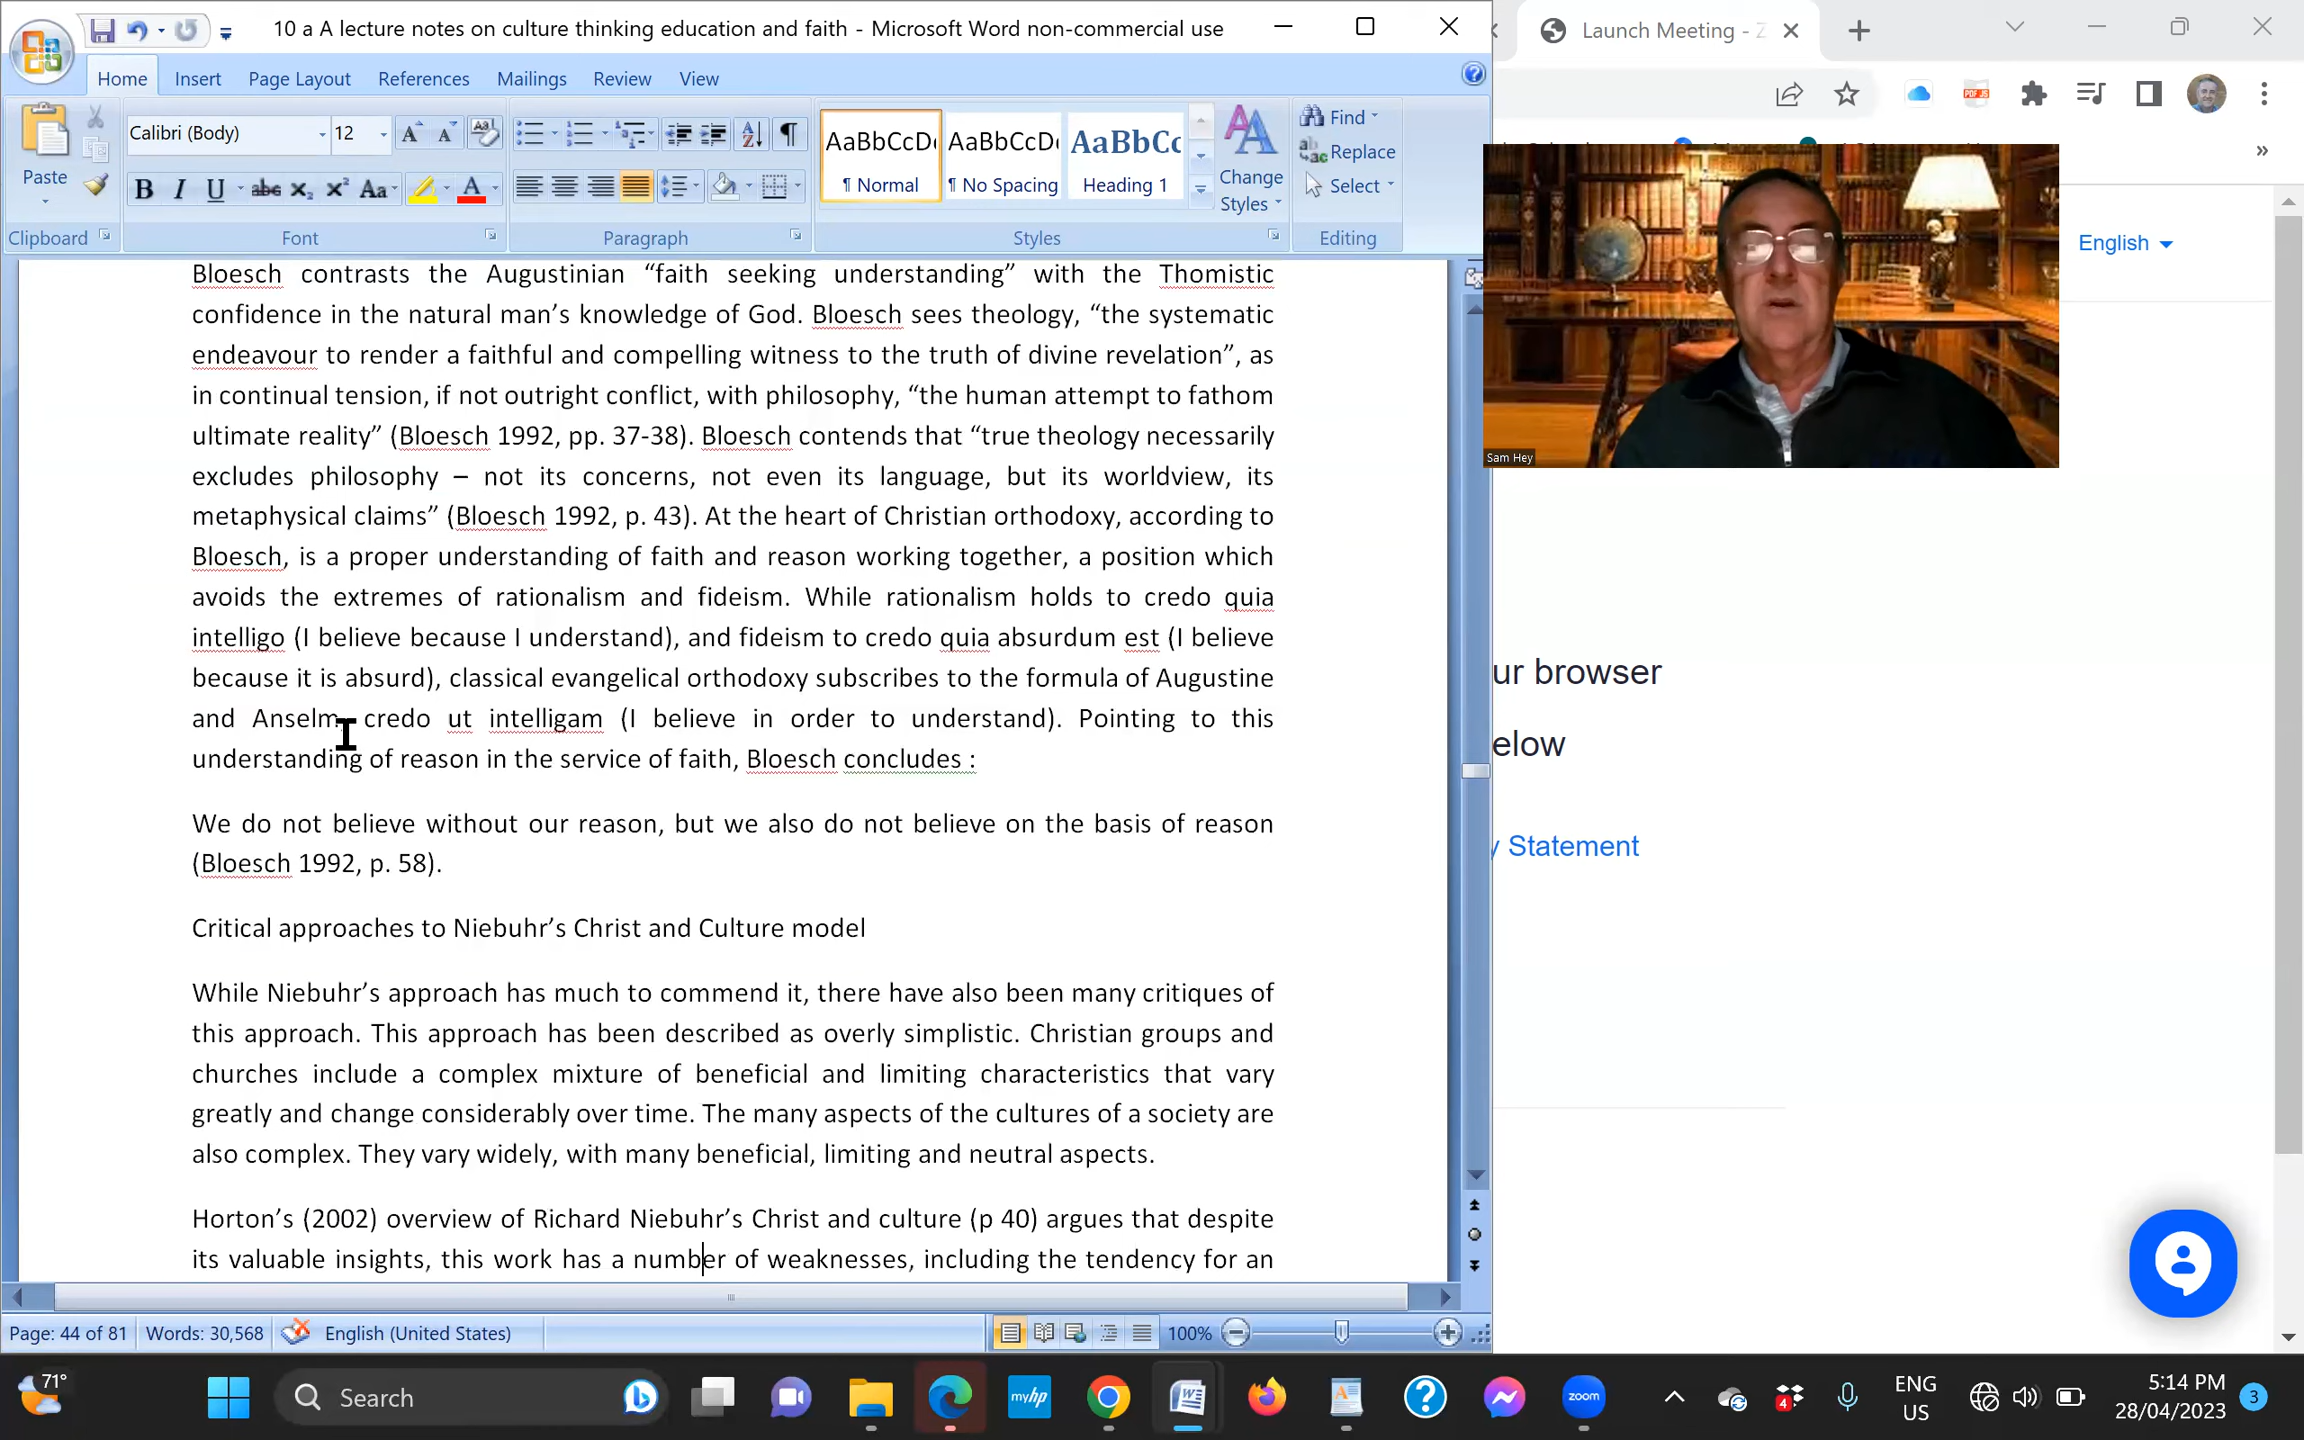 10 a A lecture notes on culture thinking education and faith - Microsoft Word non-commercial use
Launch Meeting - Z
Home Insert Page Layout References Mailings Review View
Paste
Clipboard
Calibri (Body) 12
Font
Paragraph
AaBbCcDc AaBbCcDc AaBbCc
¶ Normal ¶ No Spacing Heading 1
Change Styles
Styles
Find
Replace
Select
Editing
English
Sam Hey
Bloesch contrasts the Augustinian “faith seeking understanding” with the Thomistic
confidence in the natural man’s knowledge of God. Bloesch sees theology, “the systematic
endeavour to render a faithful and compelling witness to the truth of divine revelation”, as
in continual tension, if not outright conflict, with philosophy, “the human attempt to fathom
ultimate reality” (Bloesch 1992, pp. 37-38). Bloesch contends that “true theology necessarily
excludes philosophy – not its concerns, not even its language, but its worldview, its
metaphysical claims” (Bloesch 1992, p. 43). At the heart of Christian orthodoxy, according to
Bloesch, is a proper understanding of faith and reason working together, a position which
avoids the extremes of rationalism and fideism. While rationalism holds to credo quia
intelligo (I believe because I understand), and fideism to credo quia absurdum est (I believe
because it is absurd), classical evangelical orthodoxy subscribes to the formula of Augustine
and Anselm credo ut intelligam (I believe in order to understand). Pointing to this
understanding of reason in the service of faith, Bloesch concludes :
We do not believe without our reason, but we also do not believe on the basis of reason
(Bloesch 1992, p. 58).
Critical approaches to Niebuhr’s Christ and Culture model
While Niebuhr’s approach has much to commend it, there have also been many critiques of
this approach. This approach has been described as overly simplistic. Christian groups and
churches include a complex mixture of beneficial and limiting characteristics that vary
greatly and change considerably over time. The many aspects of the cultures of a society are
also complex. They vary widely, with many beneficial, limiting and neutral aspects.
Horton’s (2002) overview of Richard Niebuhr’s Christ and culture (p 40) argues that despite
its valuable insights, this work has a number of weaknesses, including the tendency for an
ur browser
elow
y Statement
Page: 44 of 81 Words: 30,568 English (United States) 100%
71°
Search
myhp
zoom
4
ENG
US
5:14 PM
28/04/2023
3